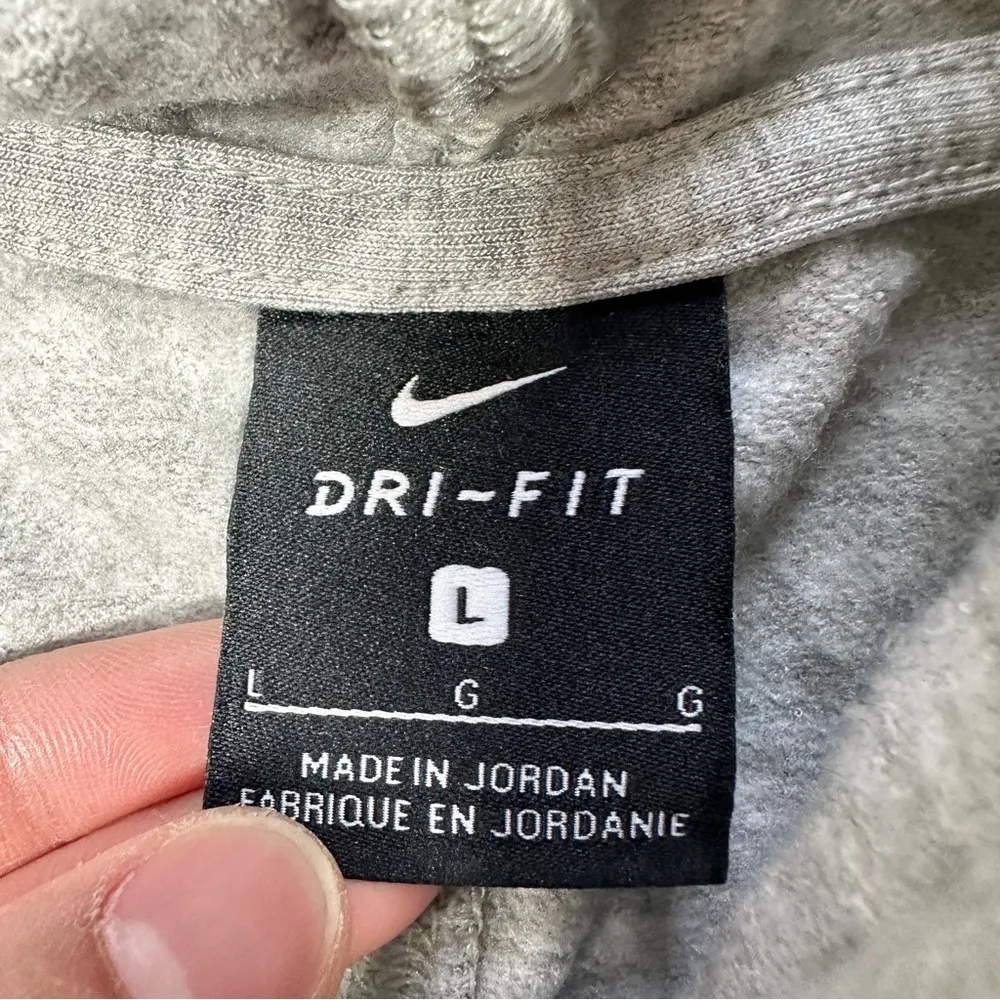 DRI-FIT
L
L G G
MADE IN JORDAN
FABRIQUE EN JORDANIE